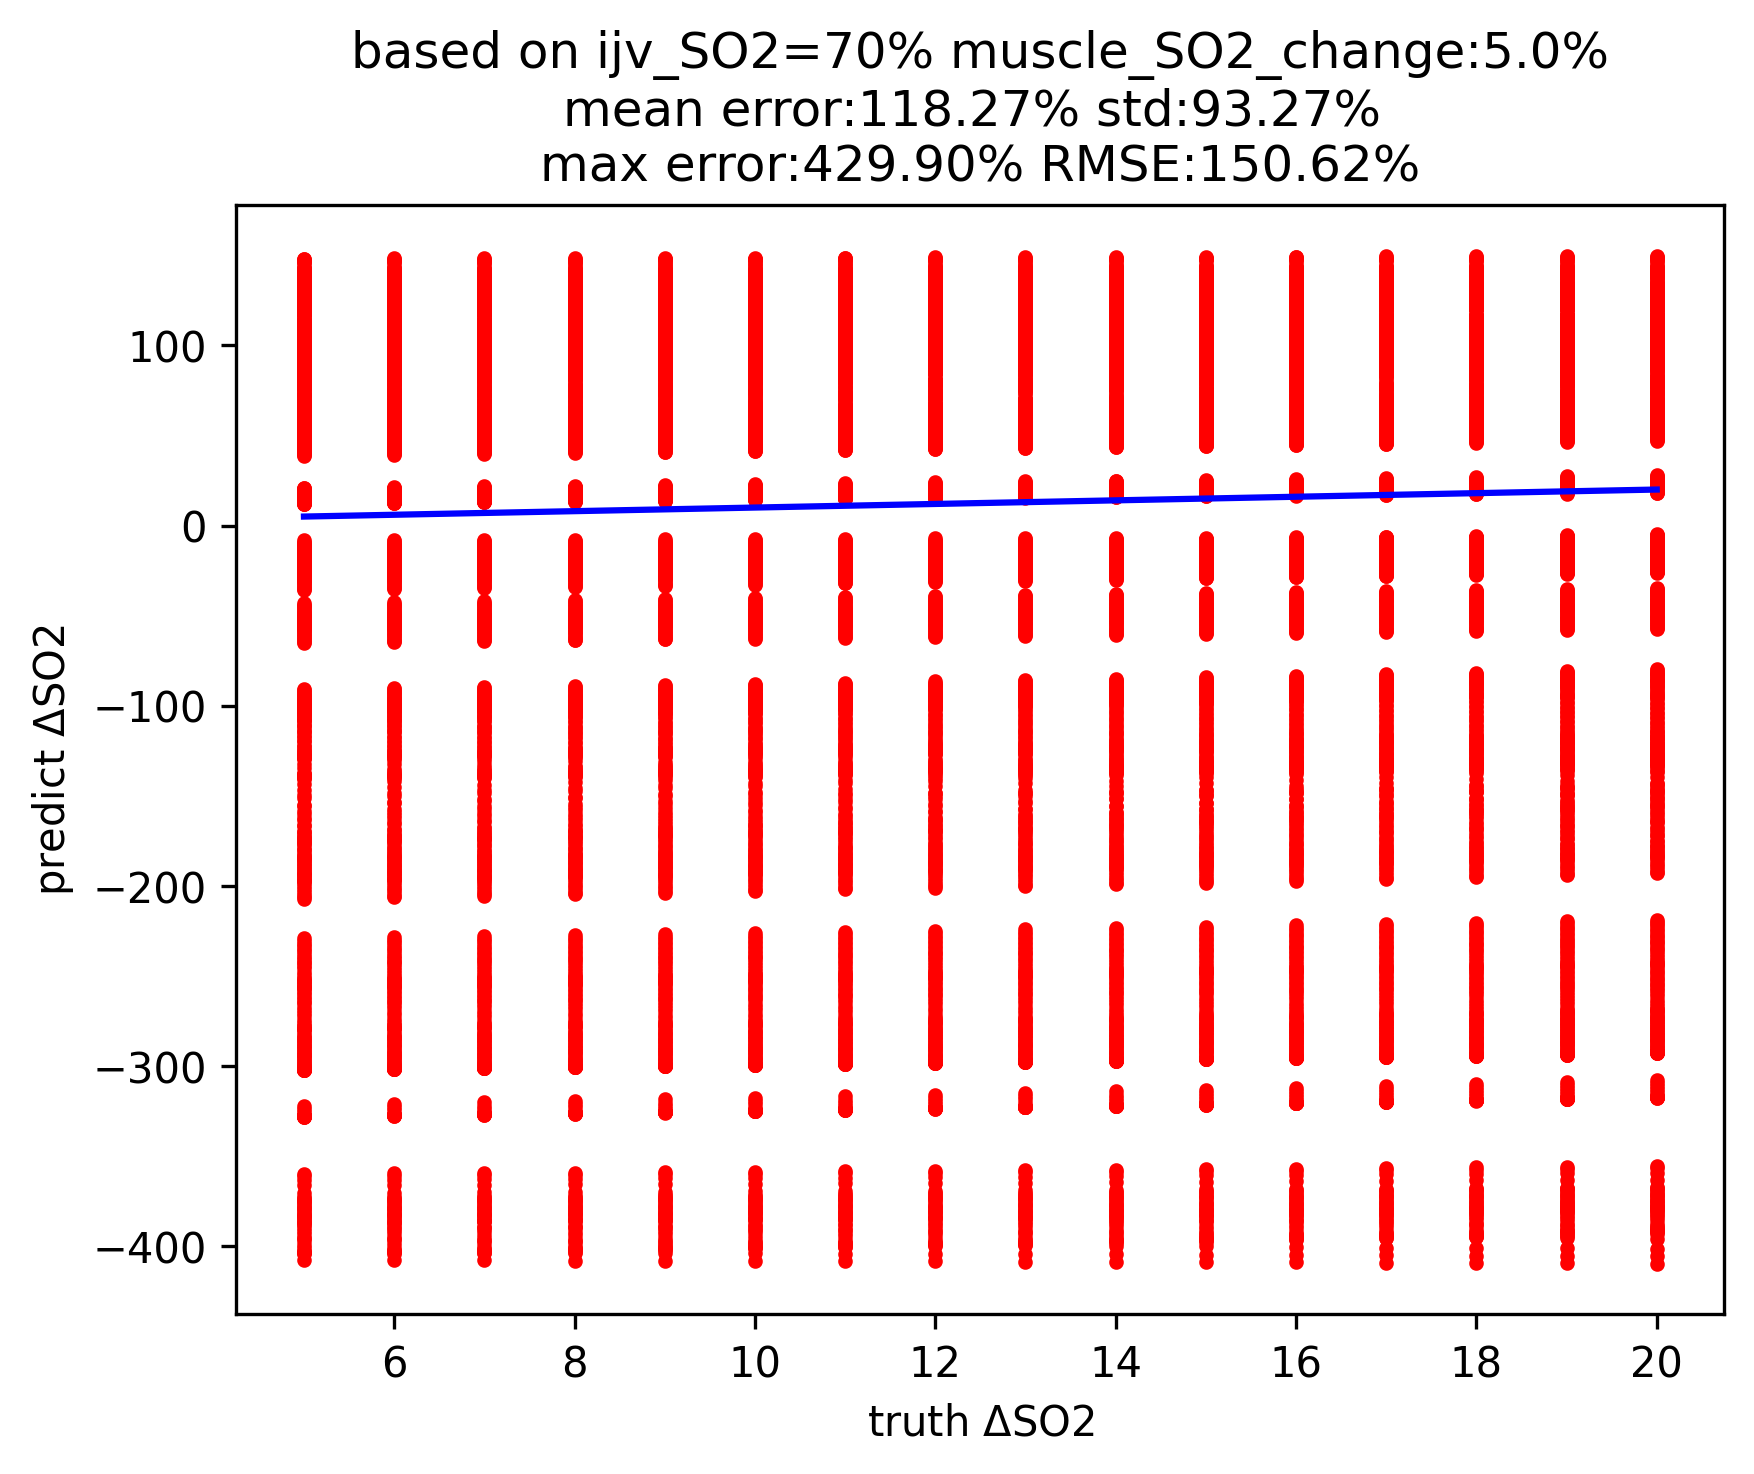 based on ijv_SO2=70% muscle_SO2_change:5.0%
mean error:118.27% std:93.27%
max error:429.90% RMSE:150.62%
100
0
−100
−200
−300
−400
predict ΔSO2
6 8 10 12 14 16 18 20
truth ΔSO2